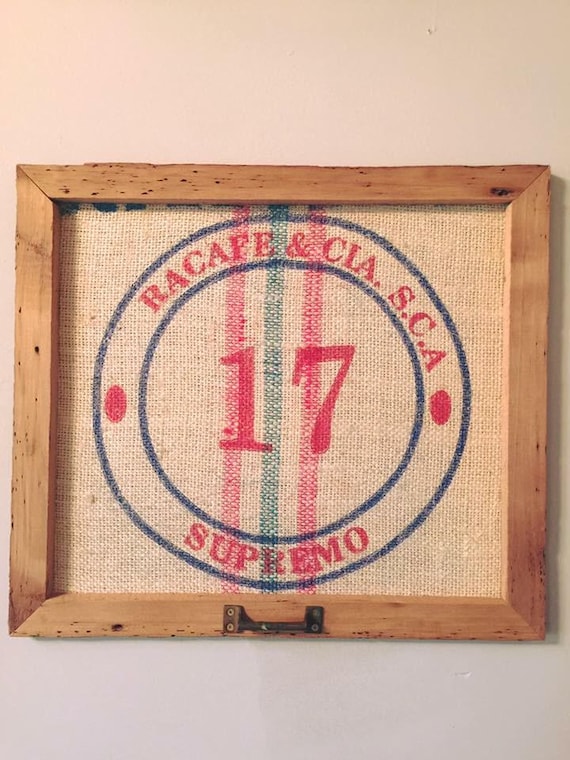 RACAFE & CIA. S.C.A
17
SUPREMO